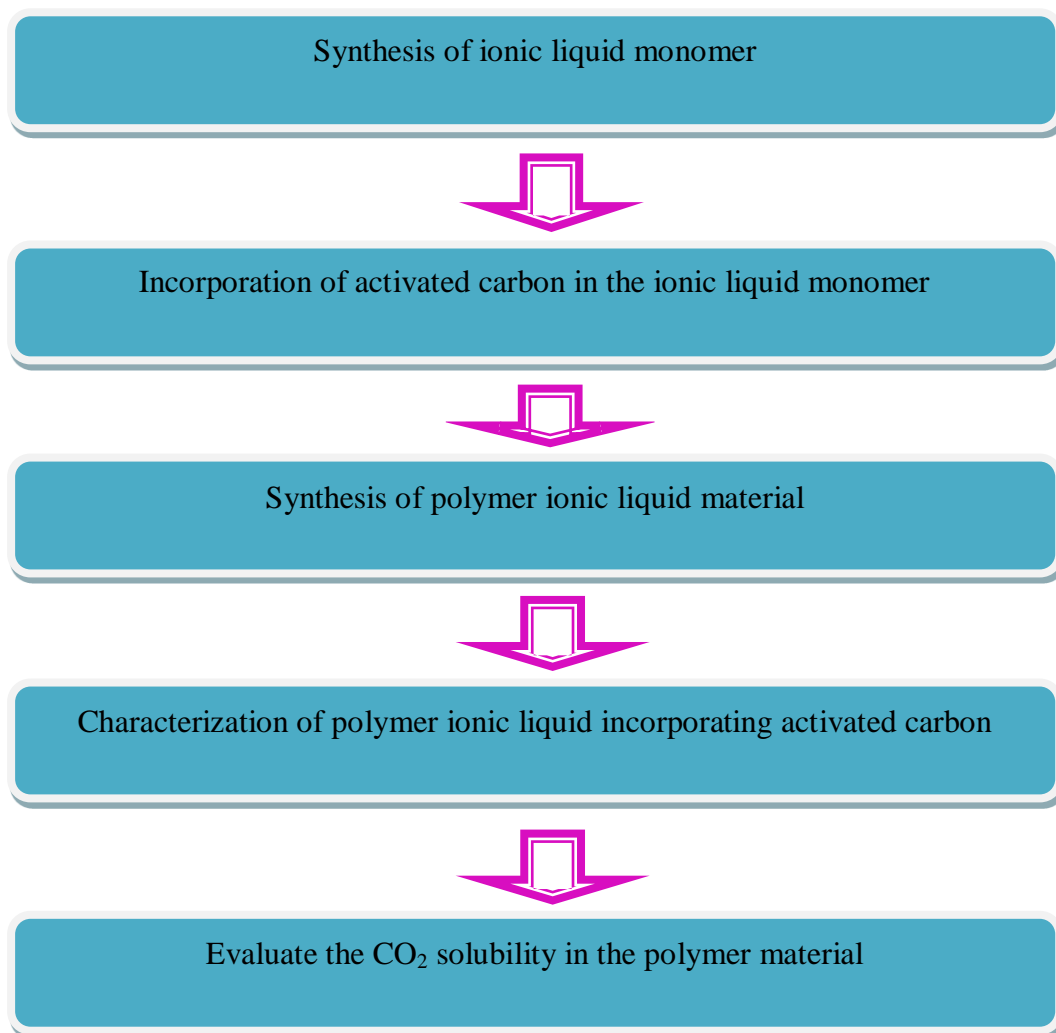 Synthesis of ionic liquid monomer
Incorporation of activated carbon in the ionic liquid monomer
Synthesis of polymer ionic liquid material
Characterization of polymer ionic liquid incorporating activated carbon
Evaluate the CO₂ solubility in the polymer material